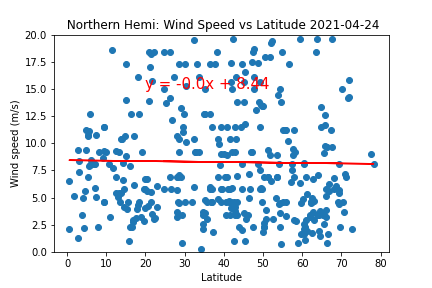 Northern Hemi: Wind Speed vs Latitude 2021-04-24
20.0
17.5
15.0
12.5
10.0
7.5
5.0
2.5
0.0
Wind speed (m/s)
y = -0.0x + 8.44
0 10 20 30 40 50 60 70 80
Latitude